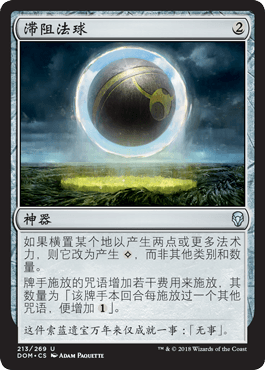 滞阻法球
2
神器
如果横置某个地以产生两点或更多法术
力，则它改为产生◇，而非其他类别和数
量。
牌手施放的咒语增加若干费用来施放，其
数量为「该牌手本回合每施放过一个其他
咒语，便增加1」。
这件索蓝遗宝万年来仅成就一事：「无事」。
213/269 U
DOM • CS Adam Paquette
™ & © 2018 Wizards of the Coast